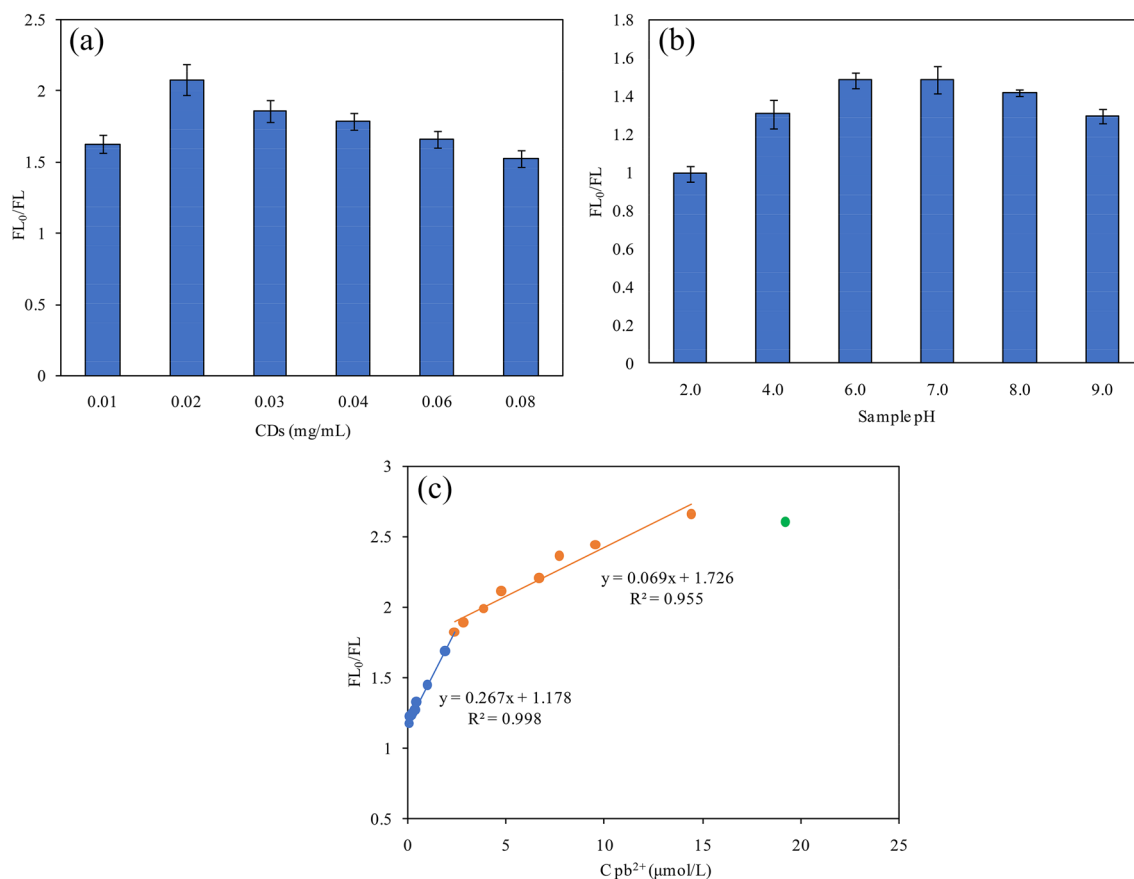 (a)
2.5
2
1.5
1
0.5
0
FL₀/FL
0.01 0.02 0.03 0.04 0.06 0.08
CDs (mg/mL)
(b)
1.8
1.6
1.4
1.2
1
0.8
0.6
0.4
0.2
0
FL₀/FL
2.0 4.0 6.0 7.0 8.0 9.0
Sample pH
(c)
3
2.5
2
1.5
1
0.5
FL₀/FL
y = 0.069x + 1.726
R² = 0.955
y = 0.267x + 1.178
R² = 0.998
0 5 10 15 20 25
C pb²⁺ (μmol/L)